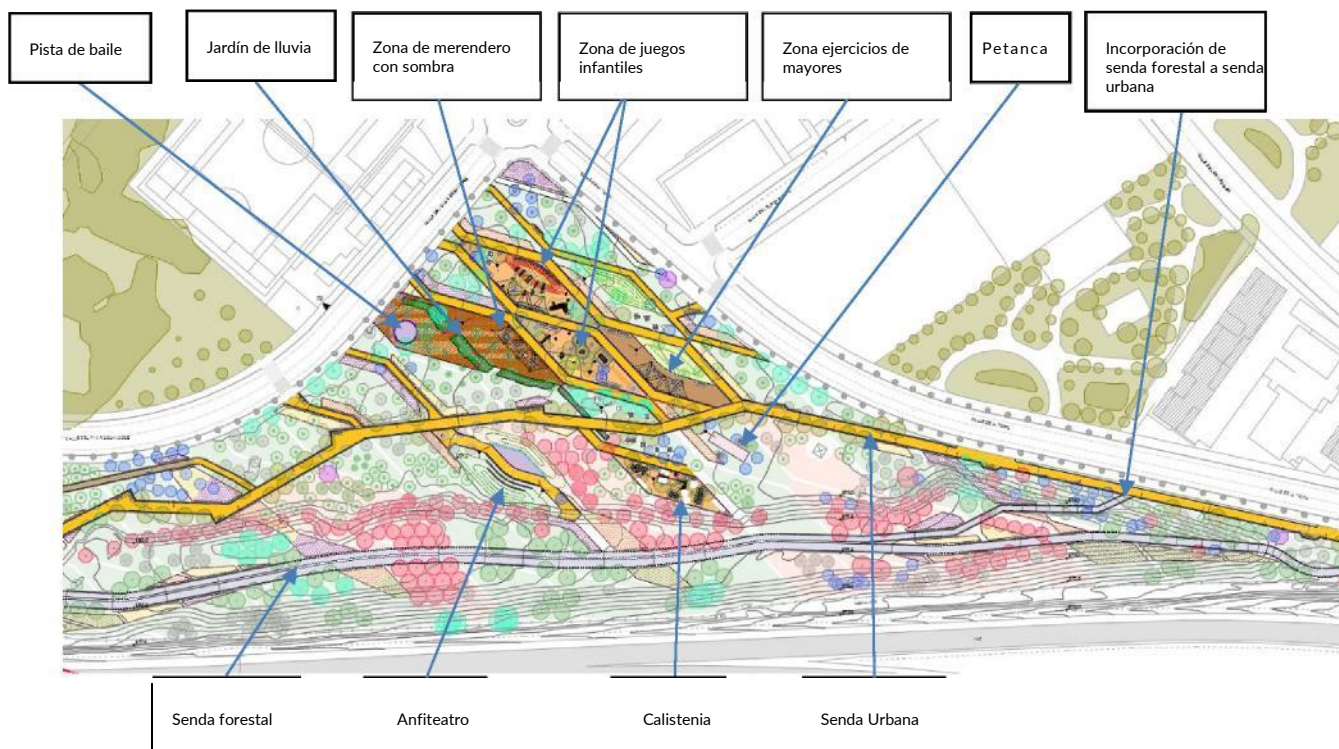 Pista de baile
Jardín de lluvia
Zona de merendero
con sombra
Zona de juegos
infantiles
Zona ejercicios de
mayores
Petanca
Incorporación de
senda forestal a senda
urbana
Senda forestal
Anfiteatro
Calistenia
Senda Urbana